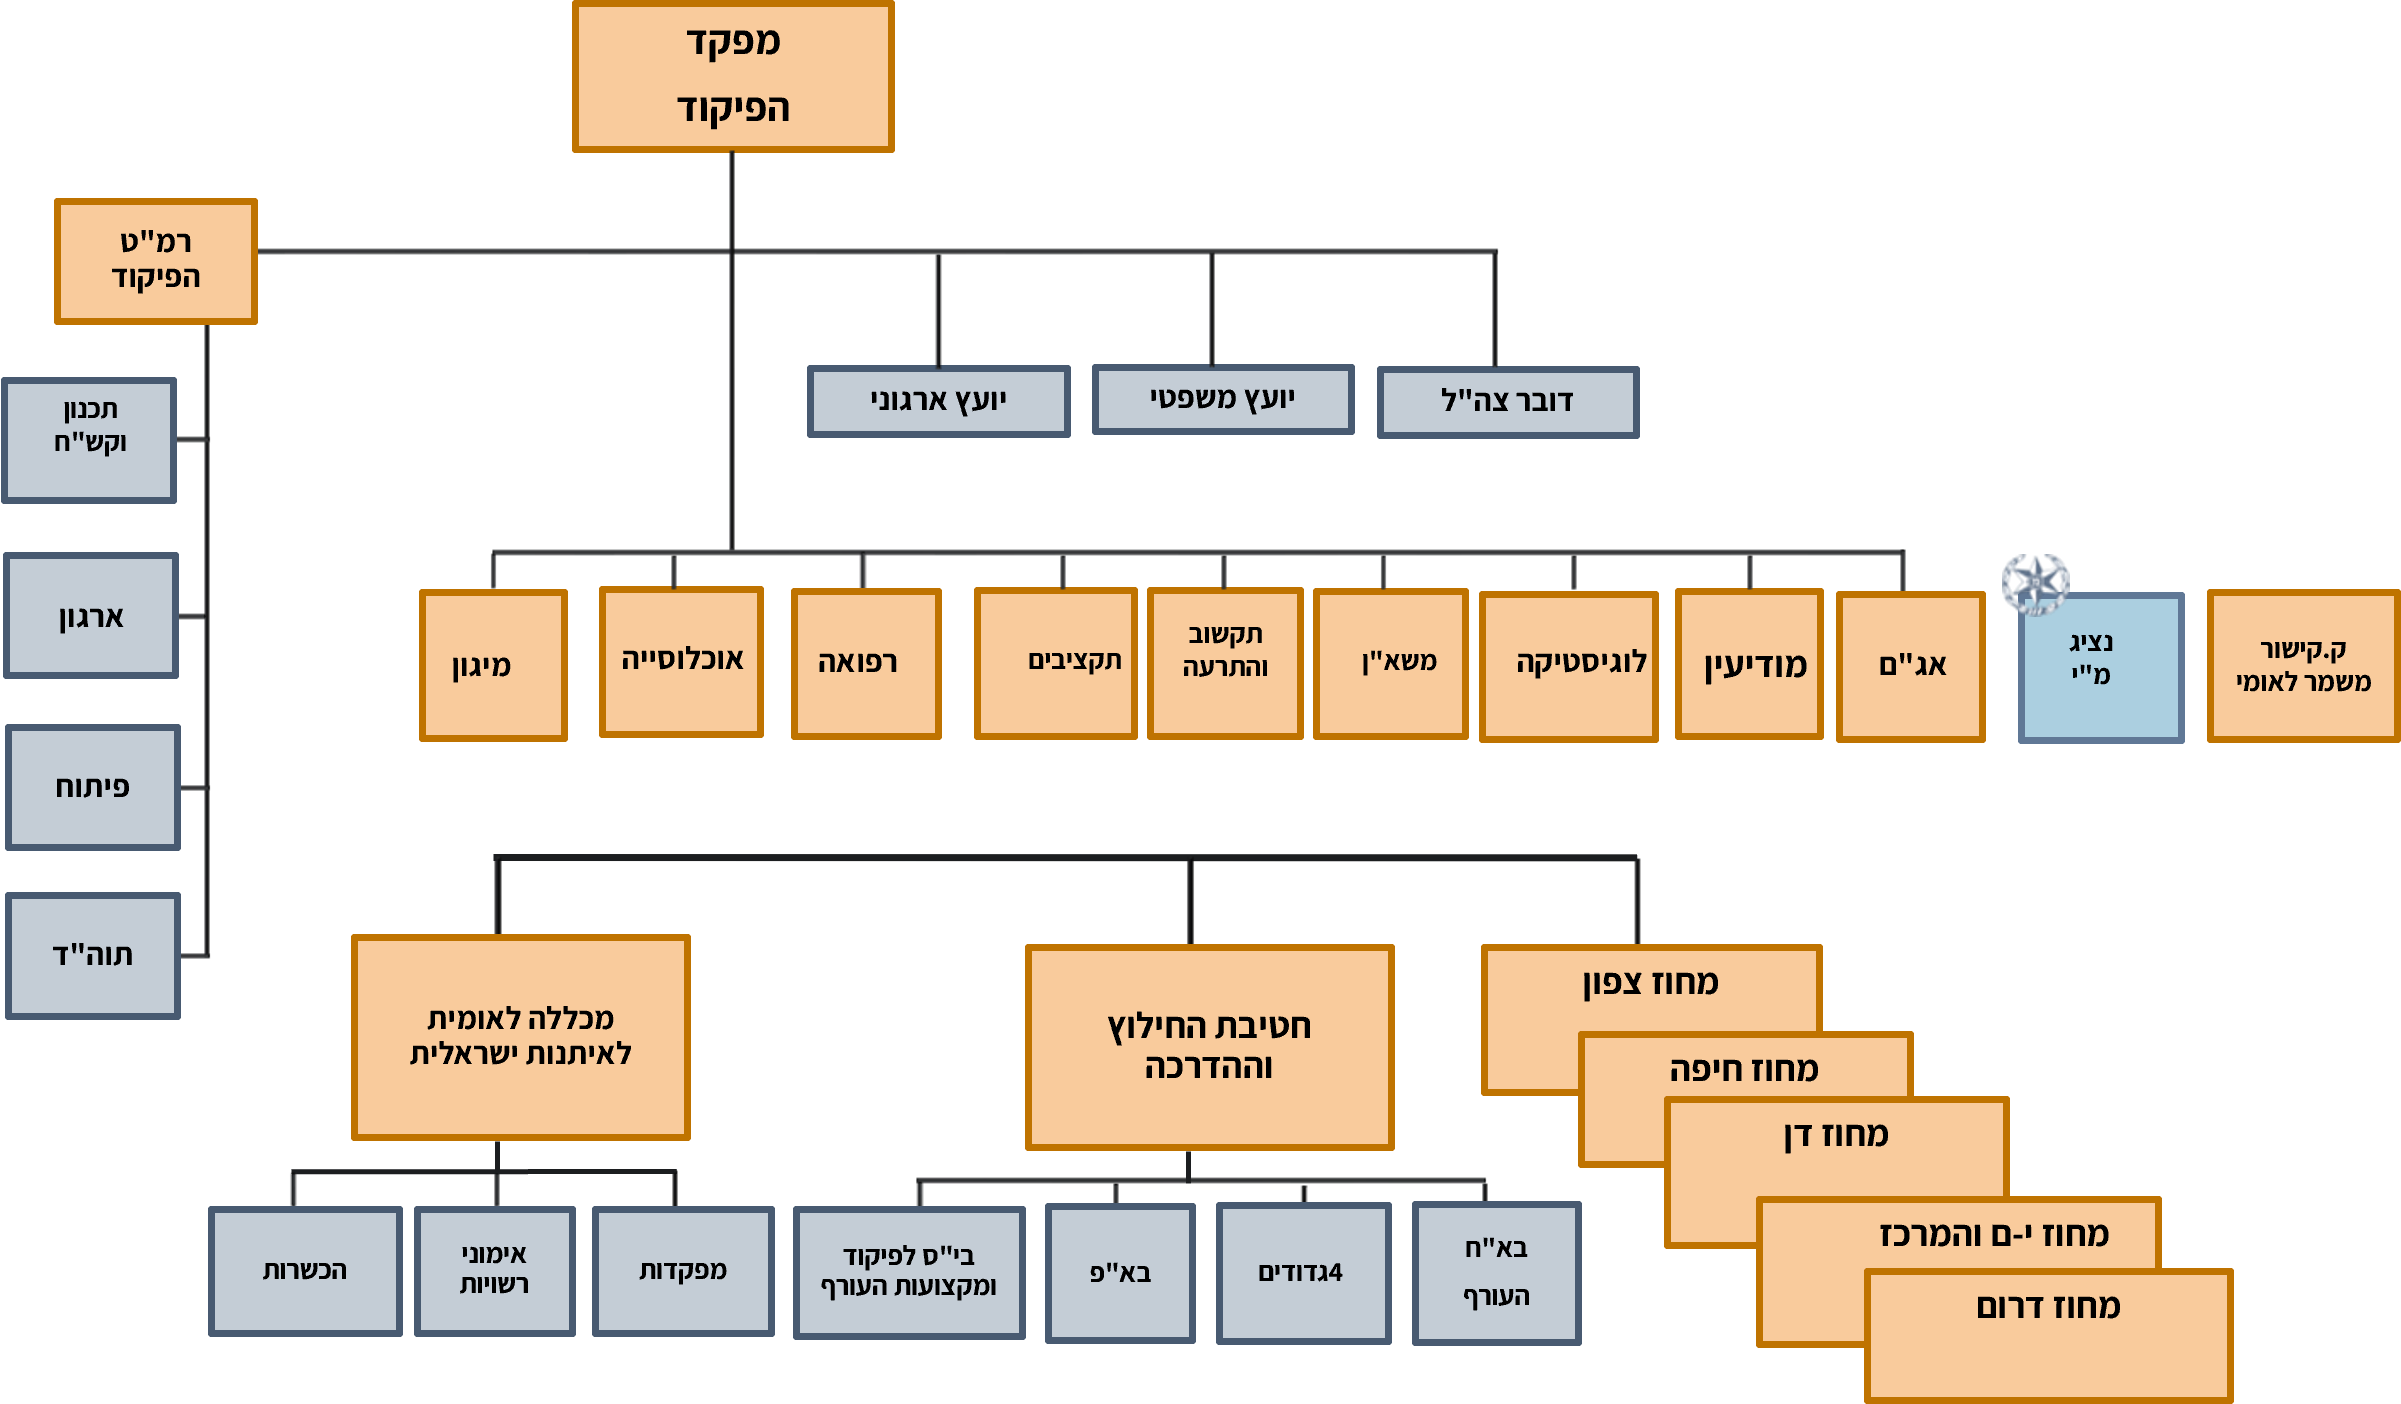 מפקד
הפיקוד
רמ"ט
הפיקוד
דובר צה"ל
יועץ משפטי
יועץ ארגוני
תכנון
וקש"ח
ארגון
פיתוח
תוה"ד
ק.קישור
משמר לאומי
נציג
מ"י
אג"ם
מודיעין
לוגיסטיקה
משא"ן
תקשוב
והתרעה
תקציבים
רפואה
אוכלוסייה
מיגון
מחוז צפון
מחוז חיפה
מחוז דן
מחוז י-ם והמרכז
מחוז דרום
חטיבת החילוץ
וההדרכה
בא"ח
העורף
4גדודים
בא"פ
בי"ס לפיקוד
ומקצועות העורף
מכללה לאומית
לאיתנות ישראלית
מפקדות
אימוני
רשויות
הכשרות